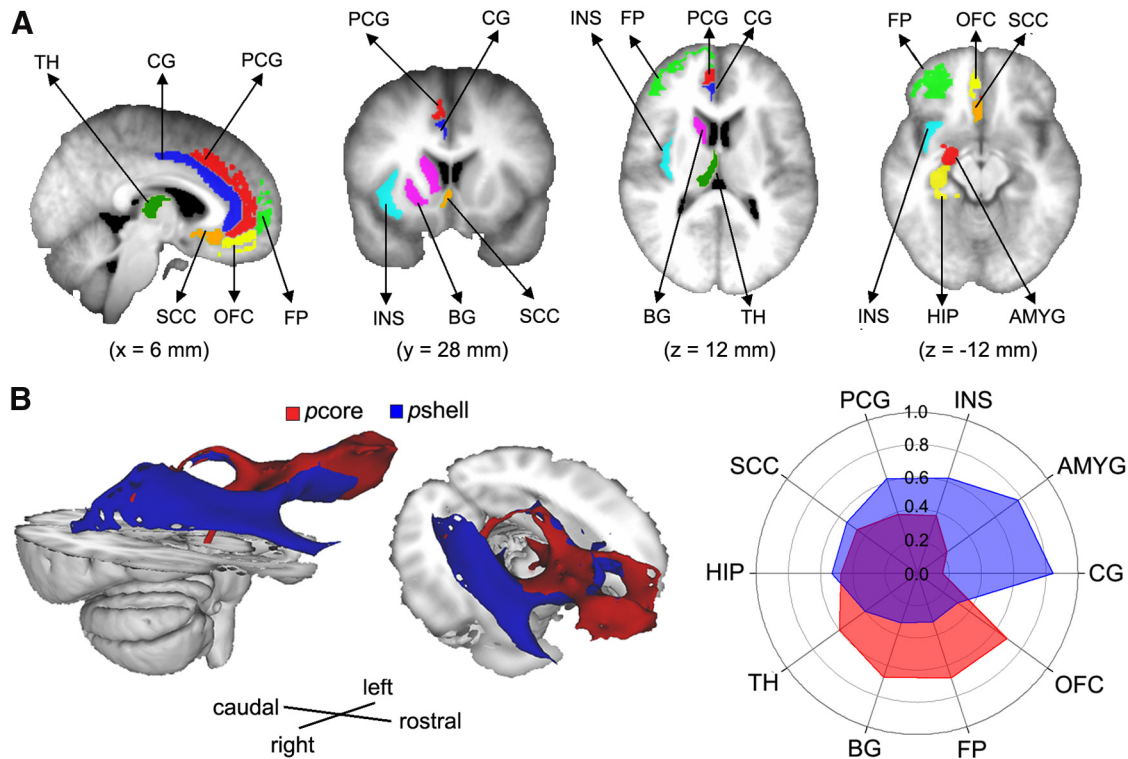 A
TH CG PCG
PCG CG
INS FP PCG CG
FP OFC SCC
SCC OFC FP
INS BG SCC
BG TH
INS HIP AMYG
(x = 6 mm)
(y = 28 mm)
(z = 12 mm)
(z = -12 mm)
B
pcore pshell
caudal
left
rostral
right
PCG INS
SCC AMYG
HIP CG
TH OFC
BG FP
1.0
0.8
0.6
0.4
0.2
0.0